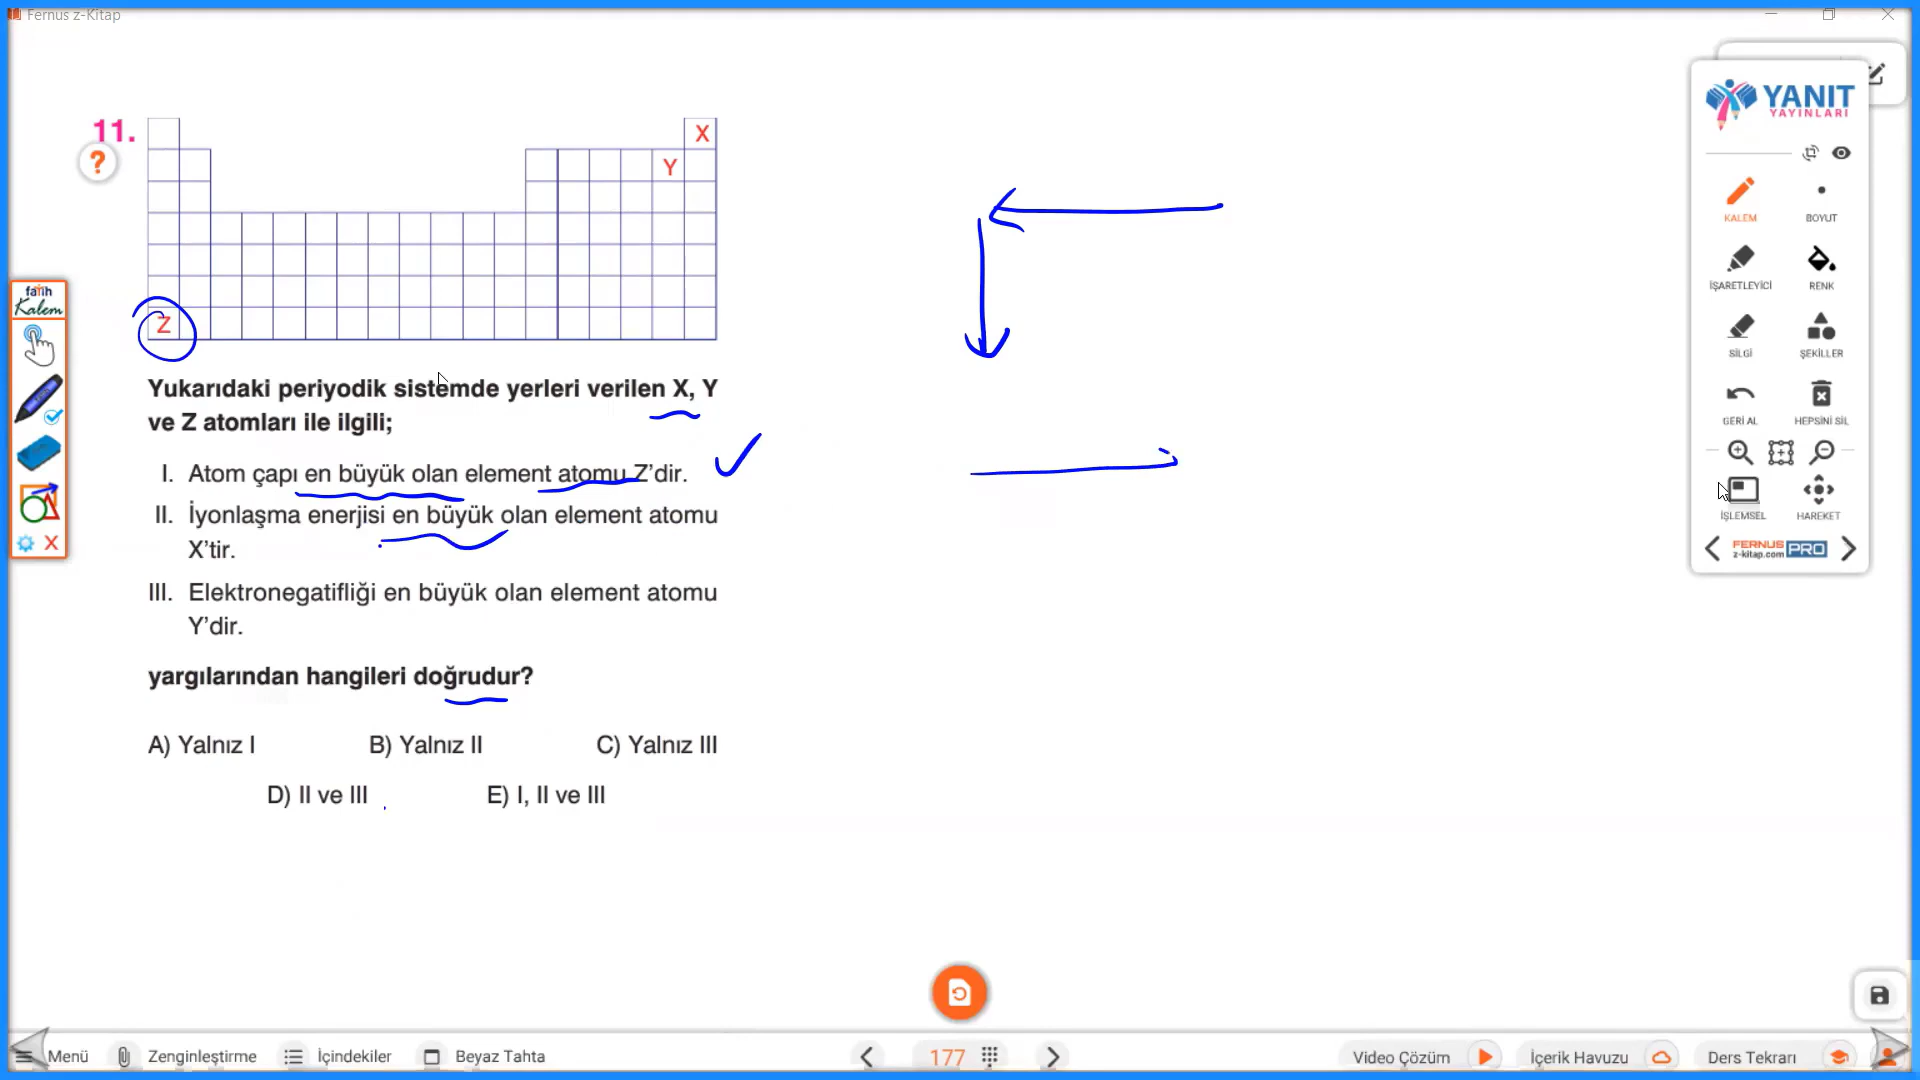 Fernus z-Kitap
11.
X
Y
Z
?
Yukarıdaki periyodik sistemde yerleri verilen X, Y
ve Z atomları ile ilgili;
I. Atom çapı en büyük olan element atomu Z'dir.
II. İyonlaşma enerjisi en büyük olan element atomu
X'tir.
III. Elektronegatifliği en büyük olan element atomu
Y'dir.
yargılarından hangileri doğrudur?
A) Yalnız I B) Yalnız II C) Yalnız III
D) II ve III E) I, II ve III
fatih
Kalem
X
YANIT
YAYINLARI
KALEM BOYUT
İŞARETLEYİCİ RENK
SİLGİ ŞEKİLLER
GERİ AL HEPSİNİ SİL
İŞLEMSEL HAREKET
FERNUS
z-kitap.com PRO
Menü Zenginleştirme İçindekiler Beyaz Tahta 177 Video Çözüm İçerik Havuzu Ders Tekrarı